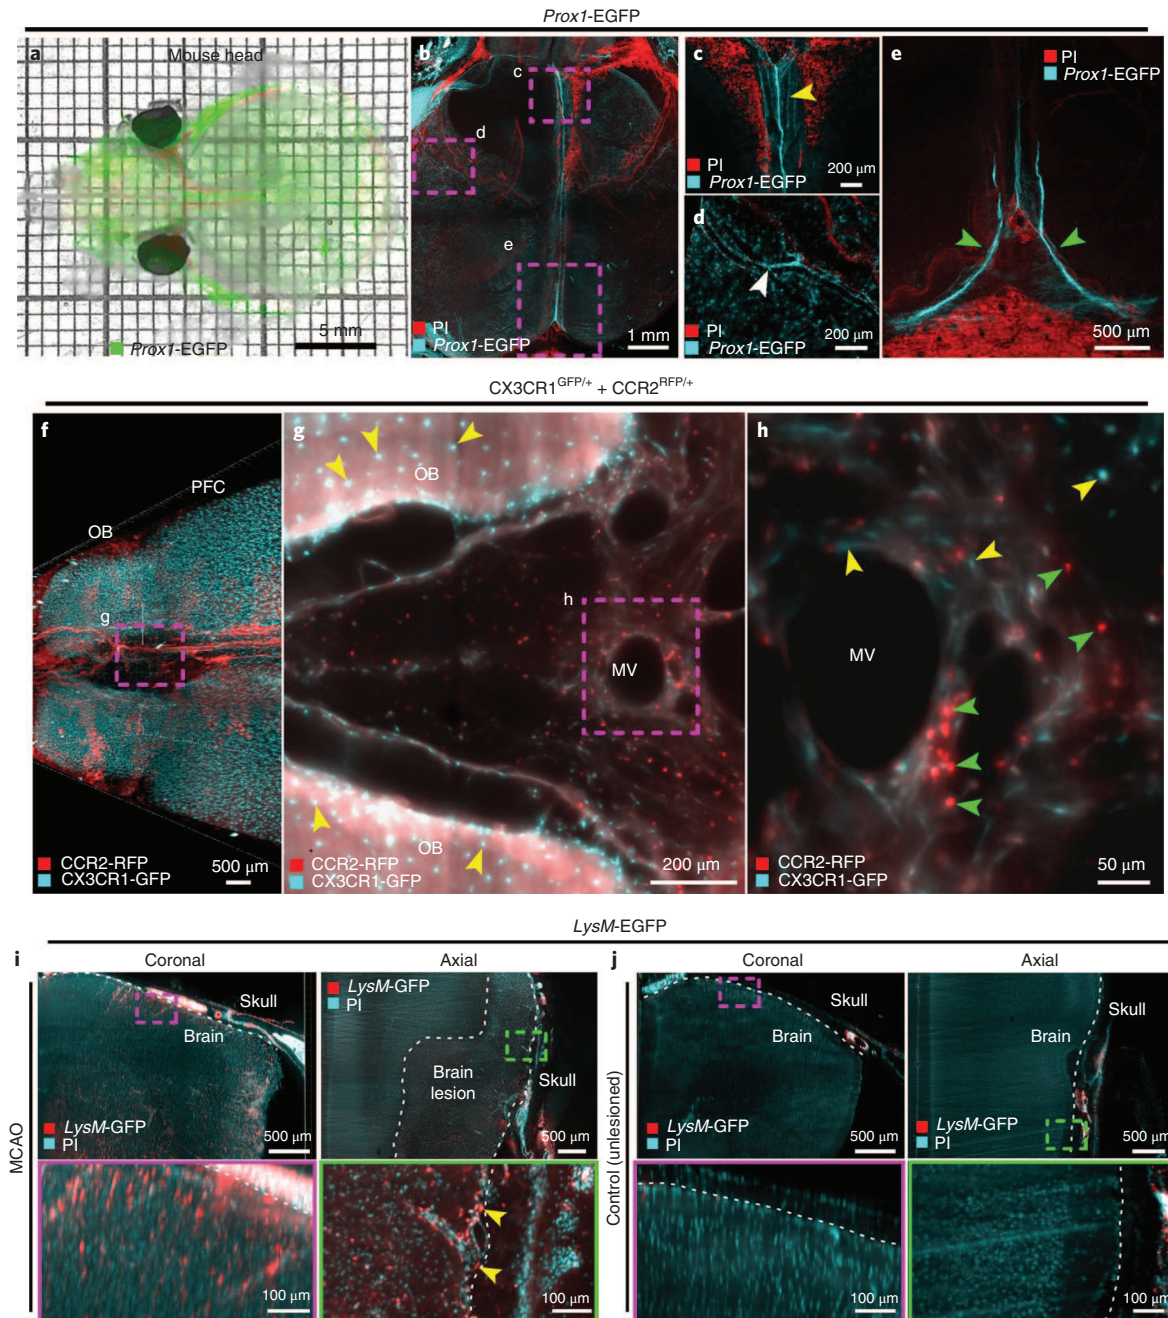 Prox1-EGFP
a
Mouse head
5 mm
Prox1-EGFP
b
c
d
e
PI
Prox1-EGFP
1 mm
c
PI
Prox1-EGFP
200 μm
d
PI
Prox1-EGFP
200 μm
e
PI
Prox1-EGFP
500 μm
CX3CR1GFP/+ + CCR2RFP/+
f
PFC
OB
g
CCR2-RFP
CX3CR1-GFP
500 μm
g
OB
h
MV
OB
CCR2-RFP
CX3CR1-GFP
200 μm
h
MV
CCR2-RFP
CX3CR1-GFP
50 μm
LysM-EGFP
i
MCAO
Coronal
Skull
Brain
LysM-GFP
PI
500 μm
100 μm
Axial
LysM-GFP
PI
Brain
lesion
Skull
500 μm
100 μm
j
Control (unlesioned)
Coronal
Skull
Brain
LysM-GFP
PI
500 μm
100 μm
Axial
Skull
Brain
LysM-GFP
PI
500 μm
100 μm